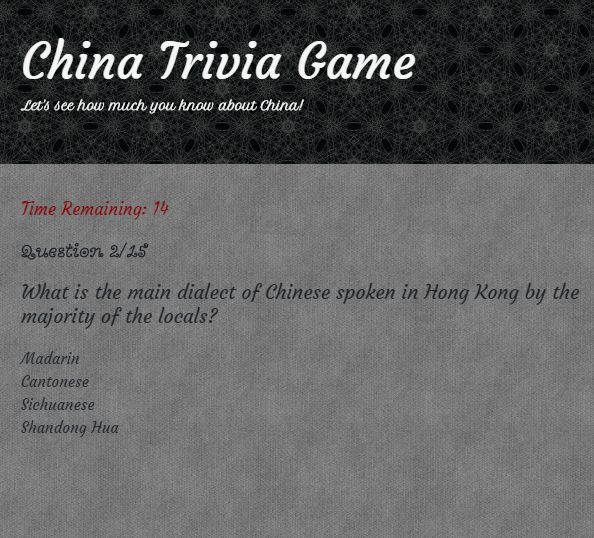 China Trivia Game
Let's see how much you know about China!
Time Remaining: 14
Question 2/15
What is the main dialect of Chinese spoken in Hong Kong by the
majority of the locals?
Madarin
Cantonese
Sichuanese
Shandong Hua